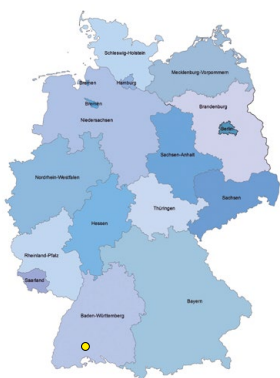 Schleswig-Holstein
Mecklenburg-Vorpommern
Bremen
Hamburg
Bremen
Brandenburg
Berlin
Niedersachsen
Sachsen-Anhalt
Nordrhein-Westfalen
Sachsen
Thüringen
Hessen
Rheinland-Pfalz
Saarland
Baden-Württemberg
Bayern